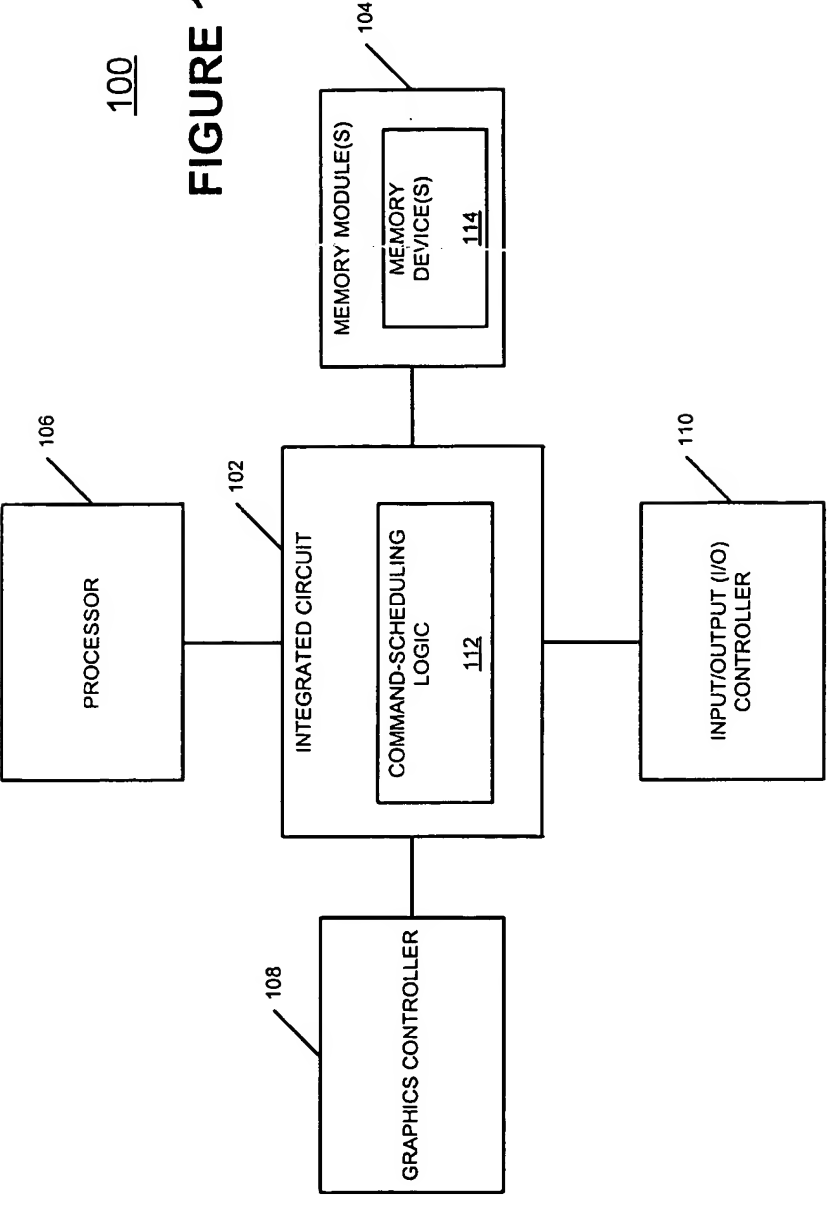 100
FIGURE
106
PROCESSOR
102
INTEGRATED CIRCUIT
COMMAND-SCHEDULING
LOGIC
112
104
MEMORY MODULE(S)
MEMORY
DEVICE(S)
114
108
GRAPHICS CONTROLLER
110
INPUT/OUTPUT (I/O)
CONTROLLER